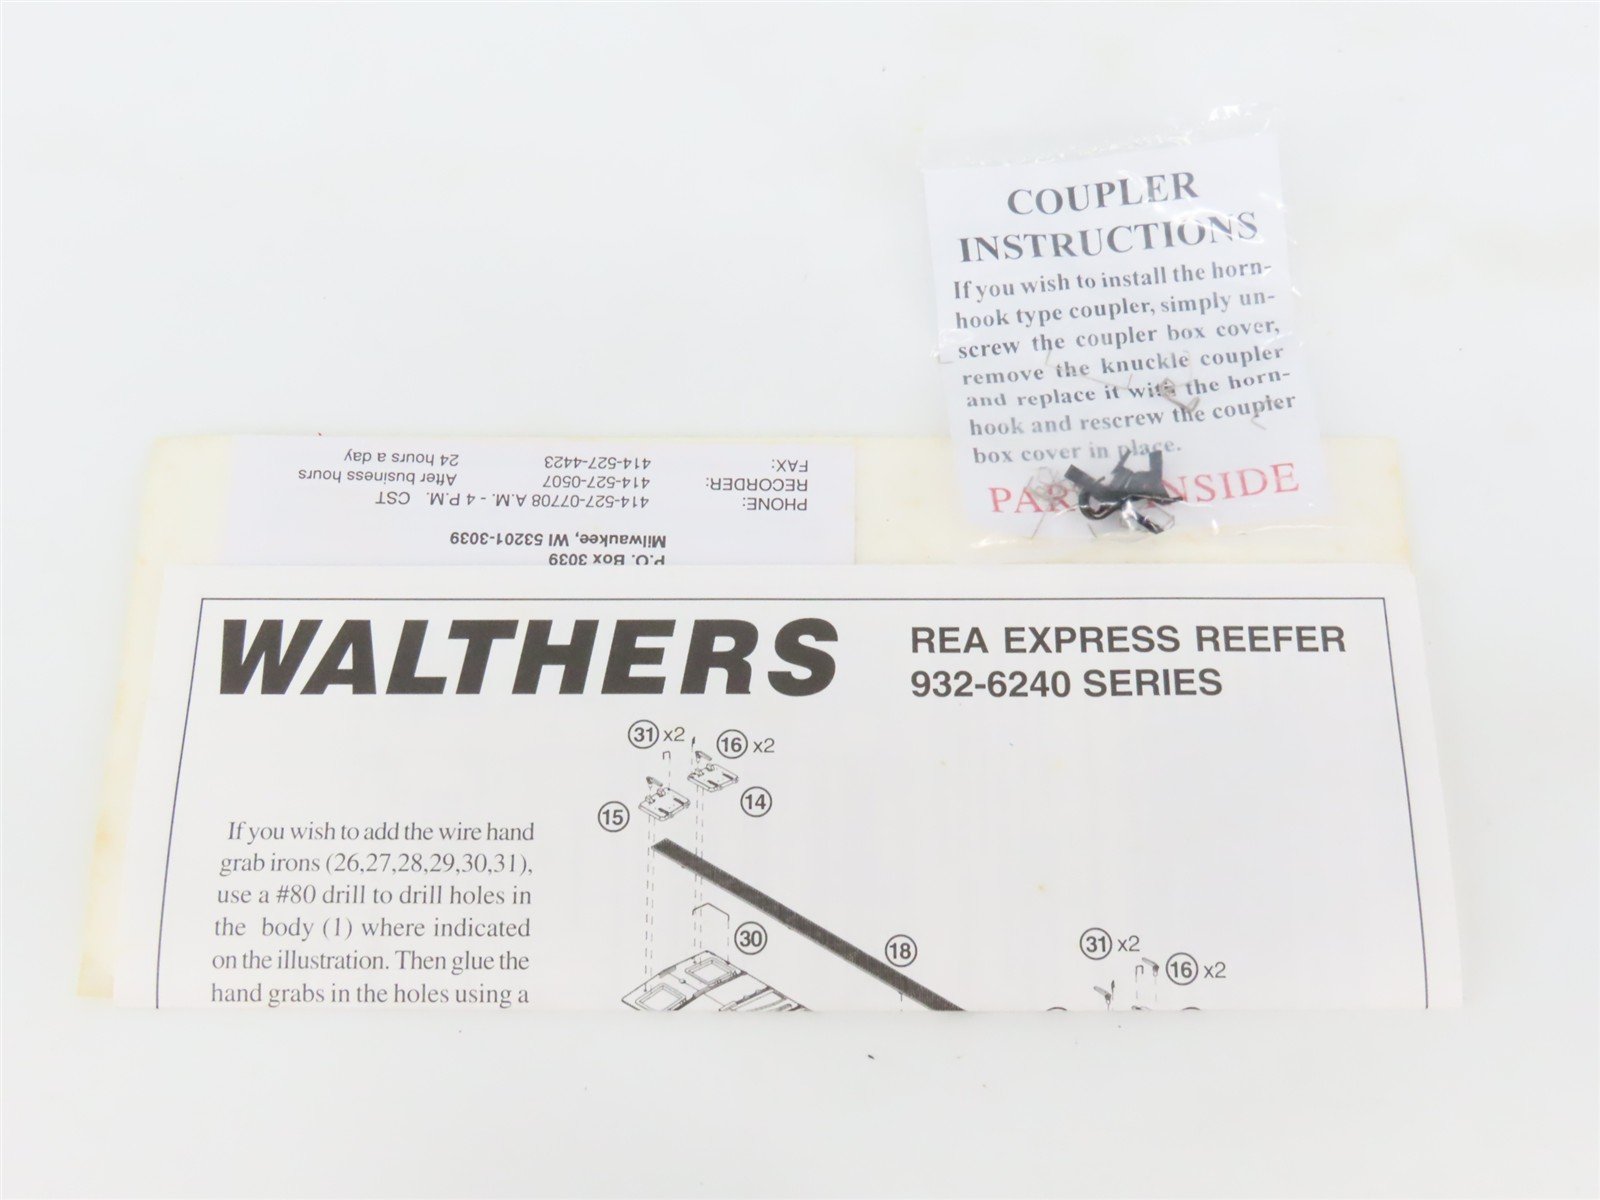 COUPLER
INSTRUCTIONS
If you wish to install the horn-
hook type coupler, simply un-
screw the coupler box cover,
remove the knuckle coupler
and replace it with the horn-
hook and rescrew the coupler
box cover in place.
PAR INSIDE
P.O. Box 3039
Milwaukee, WI 53201-3039
PHONE: 414-527-0770 8 A.M. - 4 P.M. CST
RECORDER: 414-527-0507 After business hours
FAX: 414-527-4423 24 hours a day
WALTHERS
REA EXPRESS REEFER
932-6240 SERIES
31 x2
16 x2
15
14
If you wish to add the wire hand
grab irons (26,27,28,29,30,31),
use a #80 drill to drill holes in
the body (1) where indicated
on the illustration. Then glue the
hand grabs in the holes using a
30
18
31 x2
16 x2